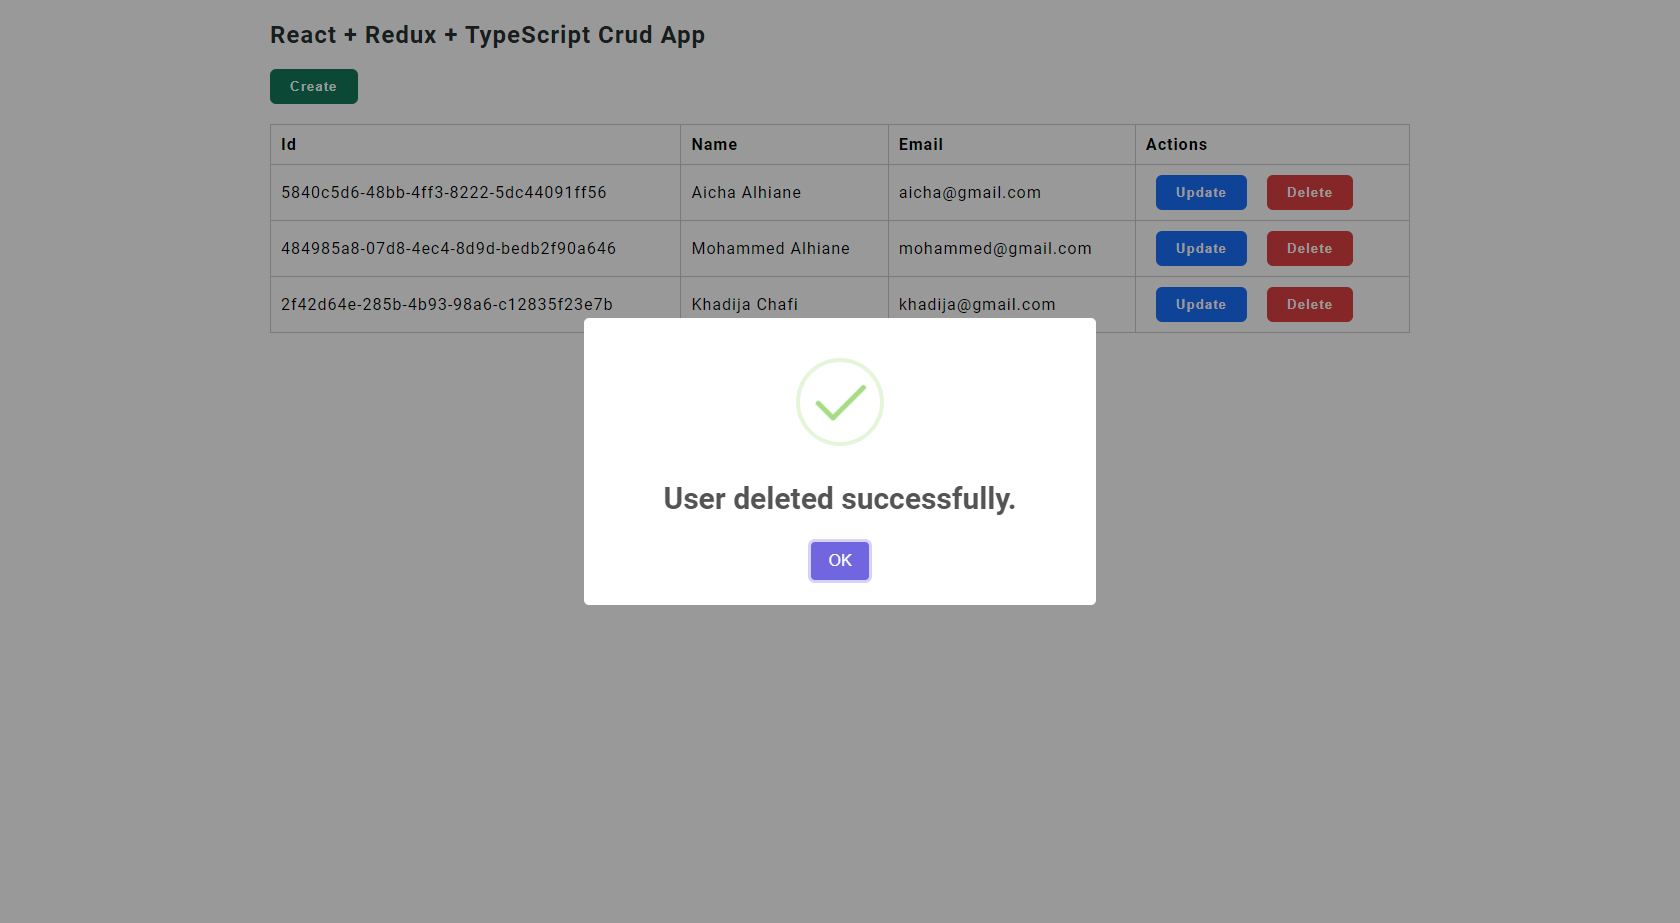 React + Redux + TypeScript Crud App
Create
Id Name Email Actions
5840c5d6-48bb-4ff3-8222-5dc44091ff56 Aicha Alhiane aicha@gmail.com Update Delete
484985a8-07d8-4ec4-8d9d-bedb2f90a646 Mohammed Alhiane mohammed@gmail.com Update Delete
2f42d64e-285b-4b93-98a6-c12835f23e7b Khadija Chafi khadija@gmail.com Update Delete
User deleted successfully.
OK